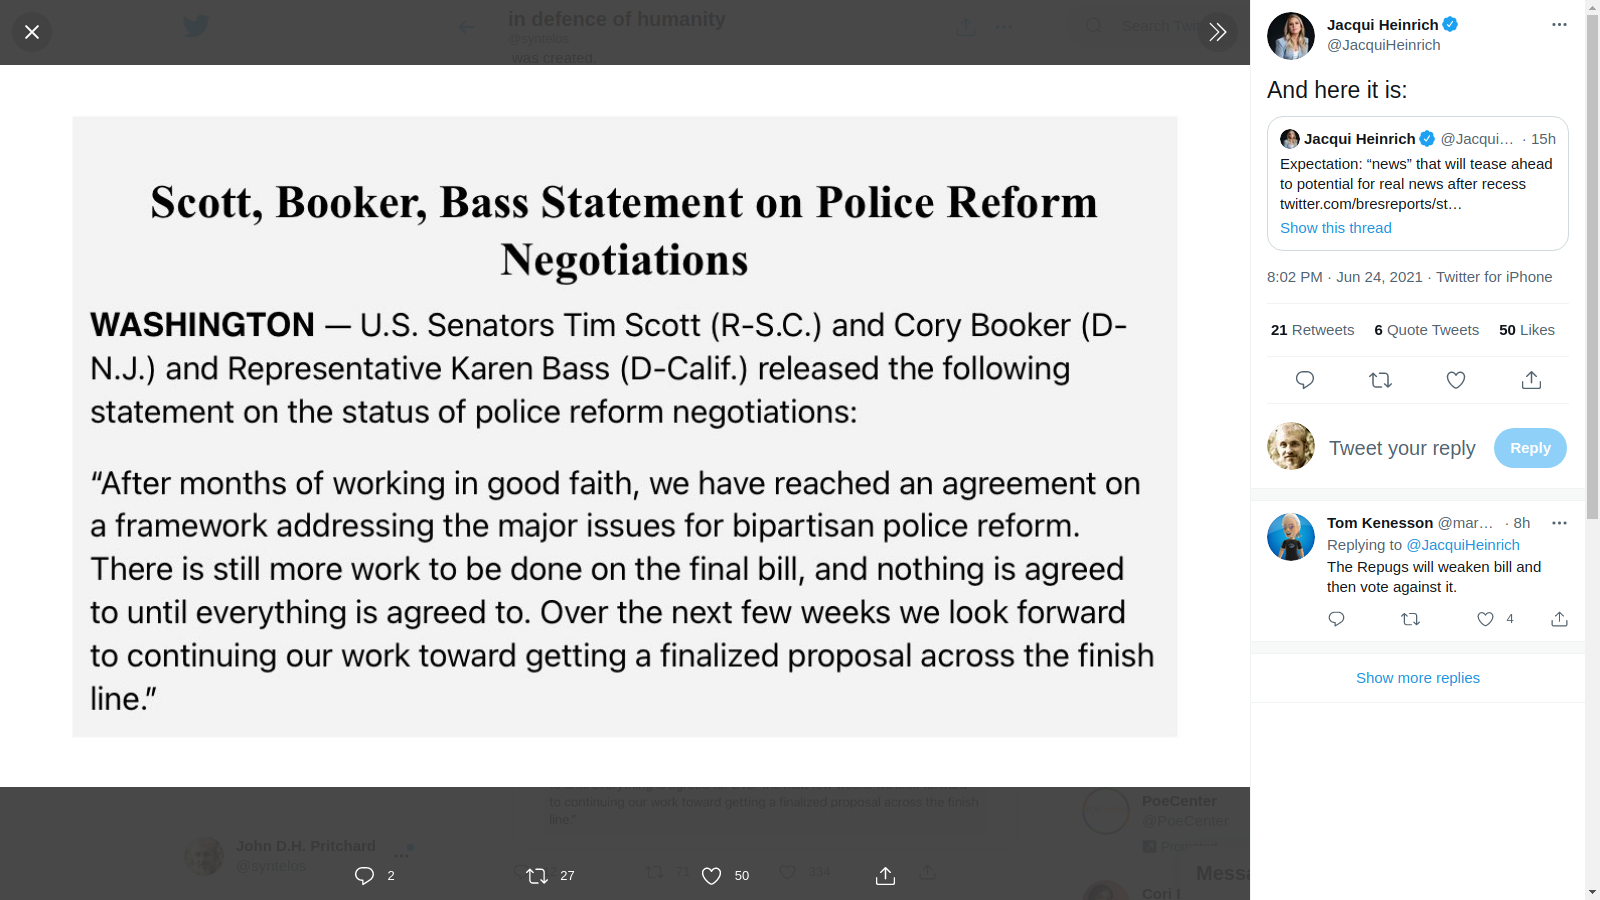 in defence of humanity
@syntelos
was created.
Search Twi
Scott, Booker, Bass Statement on Police Reform
Negotiations
WASHINGTON — U.S. Senators Tim Scott (R-S.C.) and Cory Booker (D-
N.J.) and Representative Karen Bass (D-Calif.) released the following
statement on the status of police reform negotiations:
“After months of working in good faith, we have reached an agreement on
a framework addressing the major issues for bipartisan police reform.
There is still more work to be done on the final bill, and nothing is agreed
to until everything is agreed to. Over the next few weeks we look forward
to continuing our work toward getting a finalized proposal across the finish
line.”
to continuing our work toward getting a finalized proposal across the finish
line."
John D.H. Pritchard
@syntelos
PoeCenter
@PoeCenter
Messa
Cori
2
27
50
71
334
Jacqui Heinrich
@JacquiHeinrich
And here it is:
Jacqui Heinrich @Jacqui… · 15h
Expectation: “news” that will tease ahead
to potential for real news after recess
twitter.com/bresreports/st…
Show this thread
8:02 PM · Jun 24, 2021 · Twitter for iPhone
21 Retweets 6 Quote Tweets 50 Likes
Tweet your reply
Reply
Tom Kenesson @mar… · 8h
Replying to @JacquiHeinrich
The Repugs will weaken bill and
then vote against it.
4
Show more replies